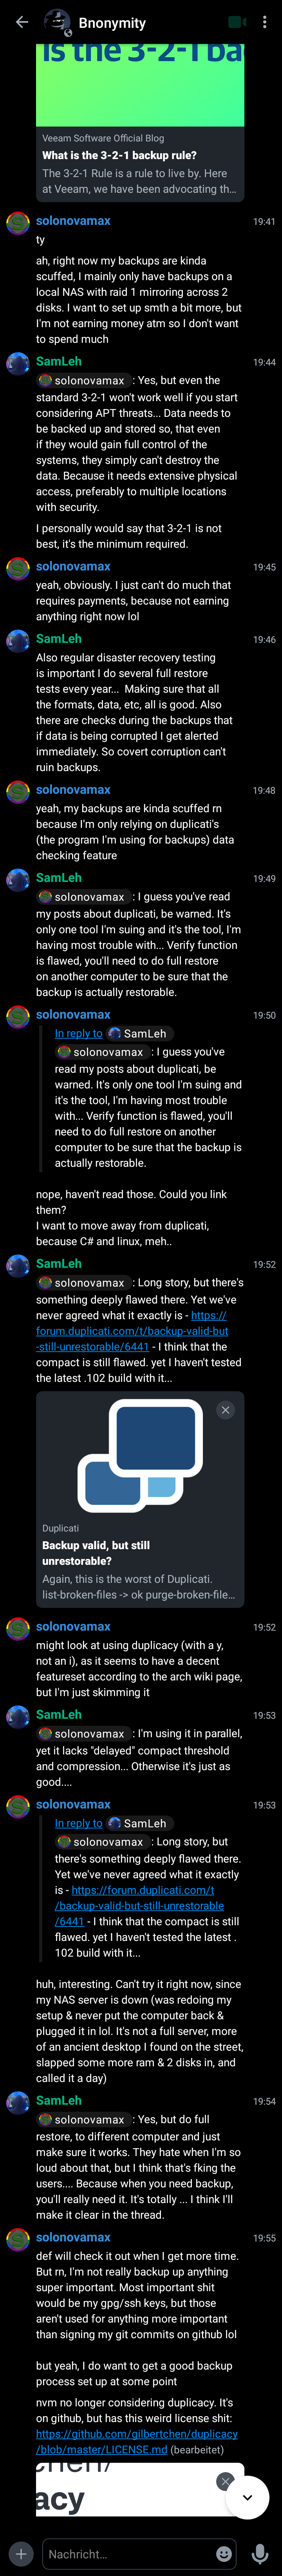 Bnonymity
is the 3-2-1 ba
Veeam Software Official Blog
What is the 3-2-1 backup rule?
The 3-2-1 Rule is a rule to live by. Here
at Veeam, we have been advocating th...
solonovamax 19:41
ty
ah, right now my backups are kinda
scuffed, I mainly only have backups on a
local NAS with raid 1 mirroring across 2
disks. I want to set up smth a bit more, but
I'm not earning money atm so I don't want
to spend much
SamLeh 19:44
solonovamax : Yes, but even the
standard 3-2-1 won't work well if you start
considering APT threats... Data needs to
be backed up and stored so, that even
if they would gain full control of the
systems, they simply can't destroy the
data. Because it needs extensive physical
access, preferably to multiple locations
with security.
I personally would say that 3-2-1 is not
best, it's the minimum required.
solonovamax 19:45
yeah, obviously. I just can't do much that
requires payments, because not earning
anything right now lol
SamLeh 19:46
Also regular disaster recovery testing
is important I do several full restore
tests every year... Making sure that all
the formats, data, etc, all is good. Also
there are checks during the backups that
if data is being corrupted I get alerted
immediately. So covert corruption can't
ruin backups.
solonovamax 19:48
yeah, my backups are kinda scuffed rn
because I'm only relying on duplicati's
(the program I'm using for backups) data
checking feature
SamLeh 19:49
solonovamax : I guess you've read
my posts about duplicati, be warned. It's
only one tool I'm suing and it's the tool, I'm
having most trouble with... Verify function
is flawed, you'll need to do full restore
on another computer to be sure that the
backup is actually restorable.
solonovamax 19:50
In reply to SamLeh
solonovamax : I guess you've
read my posts about duplicati, be
warned. It's only one tool I'm suing and
it's the tool, I'm having most trouble
with... Verify function is flawed, you'll
need to do full restore on another
computer to be sure that the backup is
actually restorable.
nope, haven't read those. Could you link
them?
I want to move away from duplicati,
because C# and linux, meh..
SamLeh 19:52
solonovamax : Long story, but there's
something deeply flawed there. Yet we've
never agreed what it exactly is - https://
forum.duplicati.com/t/backup-valid-but
-still-unrestorable/6441 - I think that the
compact is still flawed. yet I haven't tested
the latest .102 build with it...
Duplicati
Backup valid, but still
unrestorable?
Again, this is the worst of Duplicati.
list-broken-files -> ok purge-broken-file...
solonovamax 19:52
might look at using duplicacy (with a y,
not an i), as it seems to have a decent
featureset according to the arch wiki page,
but I'm just skimming it
SamLeh 19:53
solonovamax : I'm using it in parallel,
yet it lacks "delayed" compact threshold
and compression... Otherwise it's just as
good....
solonovamax 19:53
In reply to SamLeh
solonovamax : Long story, but
there's something deeply flawed there.
Yet we've never agreed what it exactly
is - https://forum.duplicati.com/t
/backup-valid-but-still-unrestorable
/6441 - I think that the compact is still
flawed. yet I haven't tested the latest .
102 build with it...
huh, interesting. Can't try it right now, since
my NAS server is down (was redoing my
setup & never put the computer back &
plugged it in lol. It's not a full server, more
of an ancient desktop I found on the street,
slapped some more ram & 2 disks in, and
called it a day)
SamLeh 19:54
solonovamax : Yes, but do full
restore, to different computer and just
make sure it works. They hate when I'm so
loud about that, but I think that's fking the
users.... Because when you need backup,
you'll really need it. It's totally ... I think I'll
make it clear in the thread.
solonovamax 19:55
def will check it out when I get more time.
But rn, I'm not really backup up anything
super important. Most important shit
would be my gpg/ssh keys, but those
aren't used for anything more important
than signing my git commits on github lol
but yeah, I do want to get a good backup
process set up at some point
nvm no longer considering duplicacy. It's
on github, but has this weird license shit:
https://github.com/gilbertchen/duplicacy
/blob/master/LICENSE.md (bearbeitet)
chen/
acy
Nachricht...